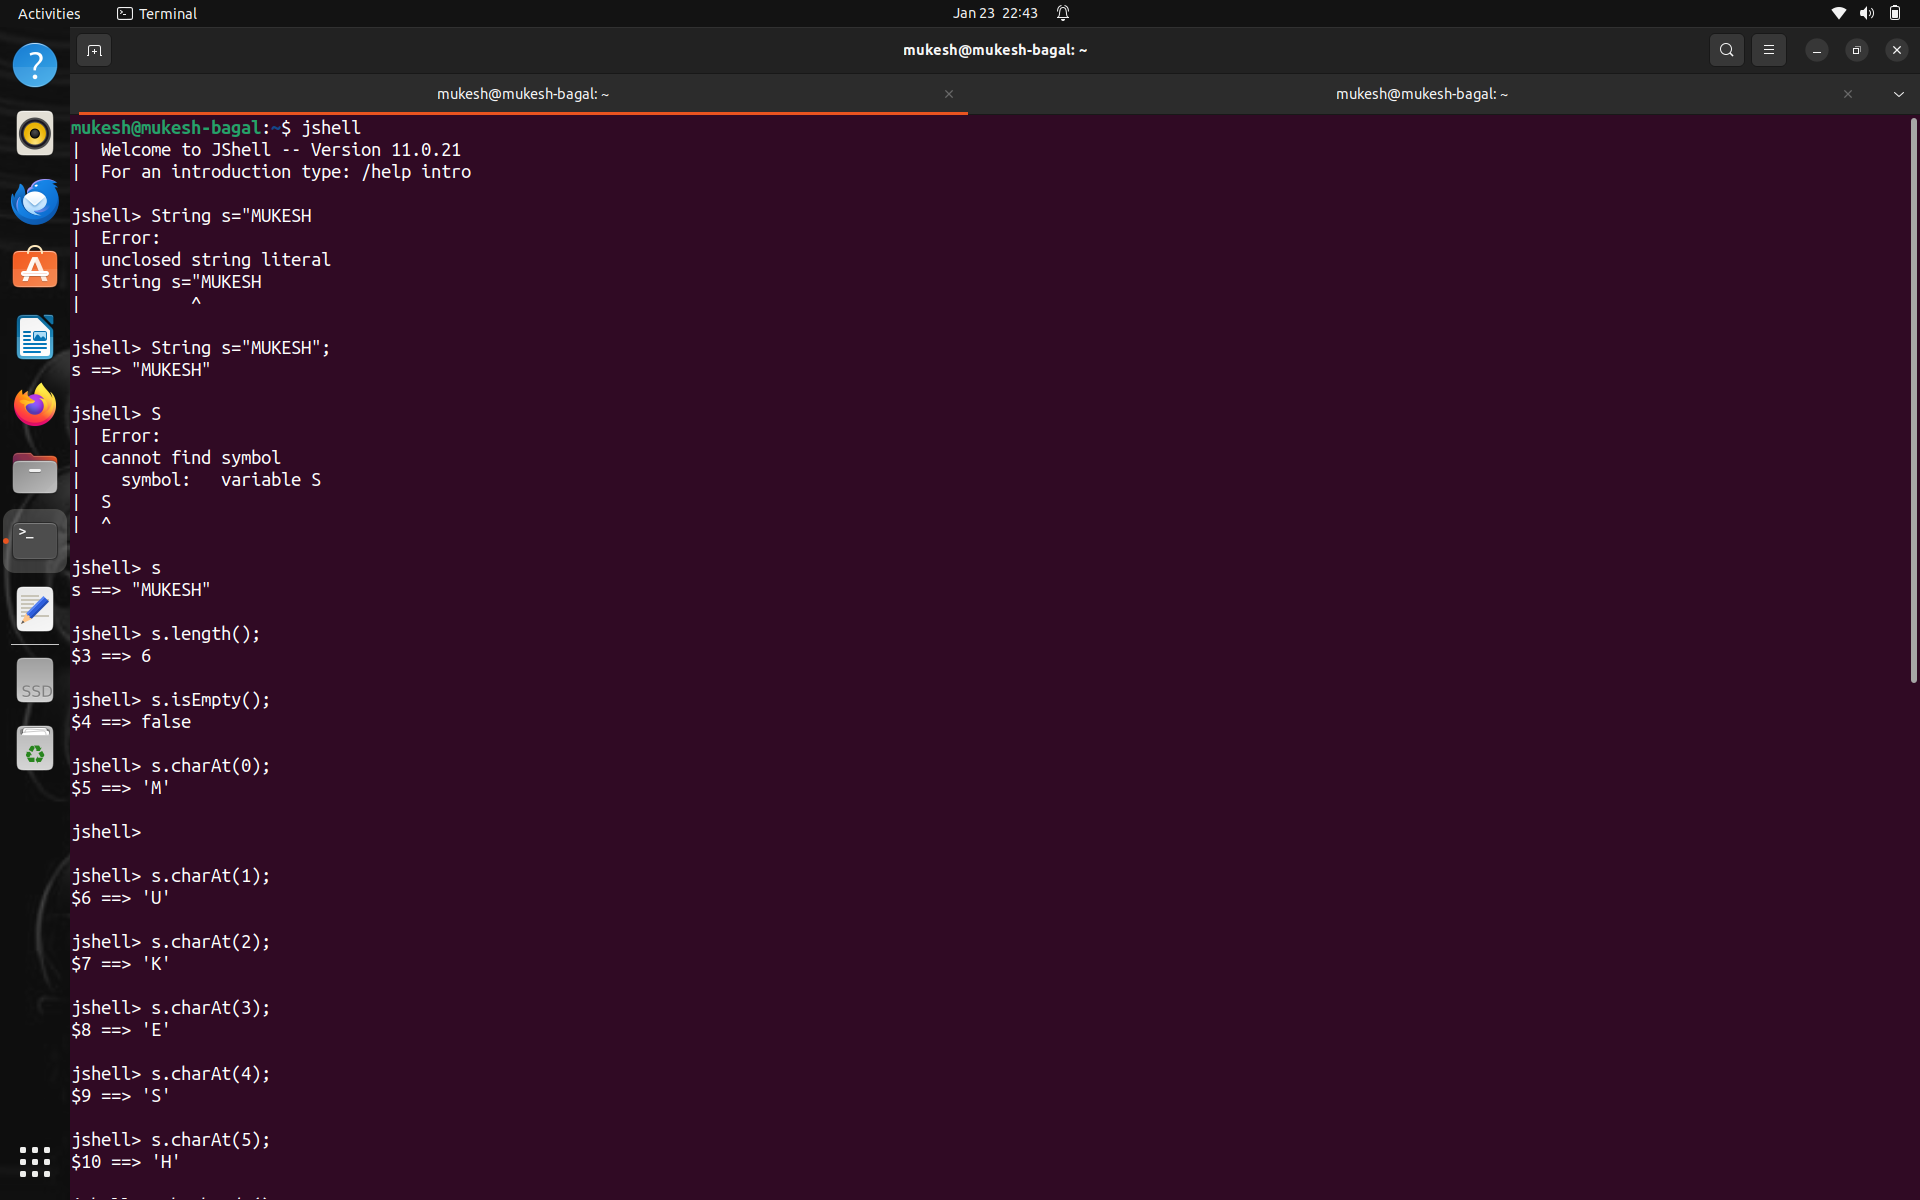 Activities
Terminal
Jan 23 22:43
mukesh@mukesh-bagal: ~
mukesh@mukesh-bagal: ~
mukesh@mukesh-bagal: ~
mukesh@mukesh-bagal:~$ jshell
| Welcome to JShell -- Version 11.0.21
| For an introduction type: /help intro
jshell> String s="MUKESH
| Error:
| unclosed string literal
| String s="MUKESH
| ^
jshell> String s="MUKESH";
s ==> "MUKESH"
jshell> S
| Error:
| cannot find symbol
| symbol: variable S
| S
| ^
jshell> s
s ==> "MUKESH"
jshell> s.length();
$3 ==> 6
jshell> s.isEmpty();
$4 ==> false
jshell> s.charAt(0);
$5 ==> 'M'
jshell>
jshell> s.charAt(1);
$6 ==> 'U'
jshell> s.charAt(2);
$7 ==> 'K'
jshell> s.charAt(3);
$8 ==> 'E'
jshell> s.charAt(4);
$9 ==> 'S'
jshell> s.charAt(5);
$10 ==> 'H'
SSD